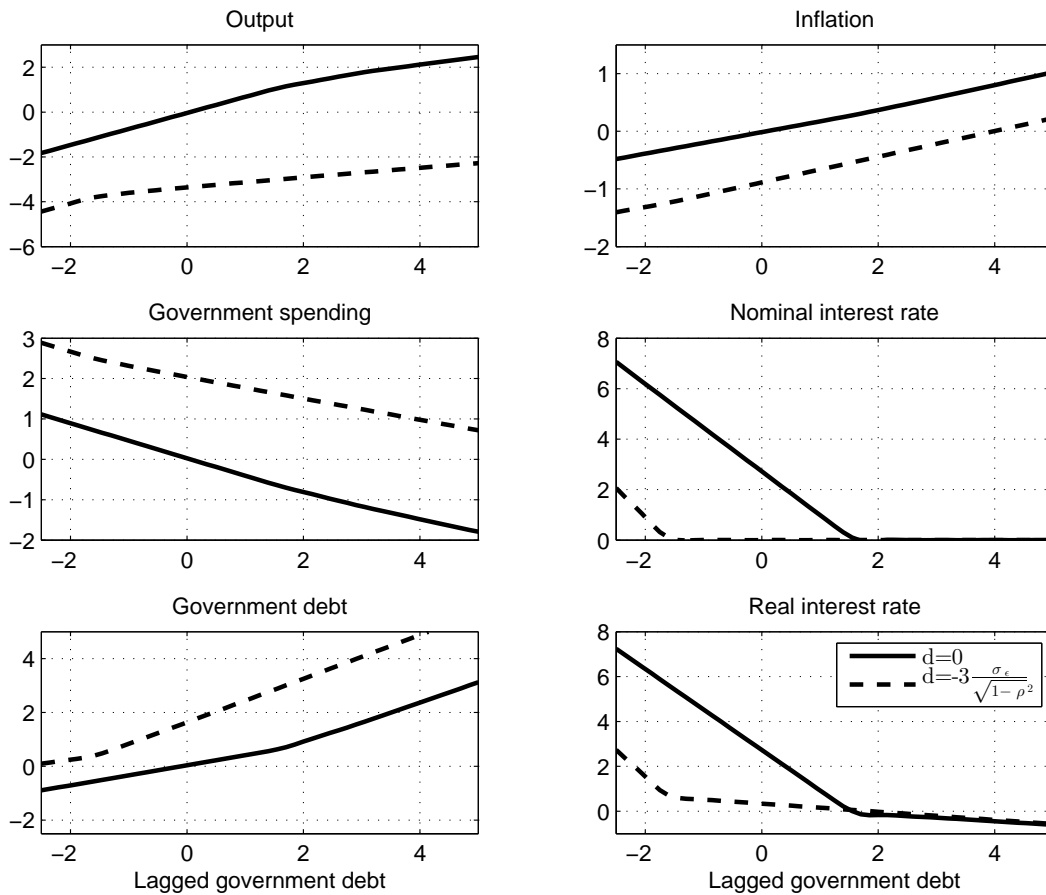 Output
2
0
−2
−4
−6
−2 0 2 4
Inflation
1
0
−1
−2
−2 0 2 4
Government spending
3
2
1
0
−1
−2
−2 0 2 4
Nominal interest rate
8
6
4
2
0
−2 0 2 4
Government debt
4
2
0
−2
−2 0 2 4
Lagged government debt
Real interest rate
8
6
4
2
0
−2 0 2 4
Lagged government debt
d=0
d=-3 σ ϵ / √1− ρ 2